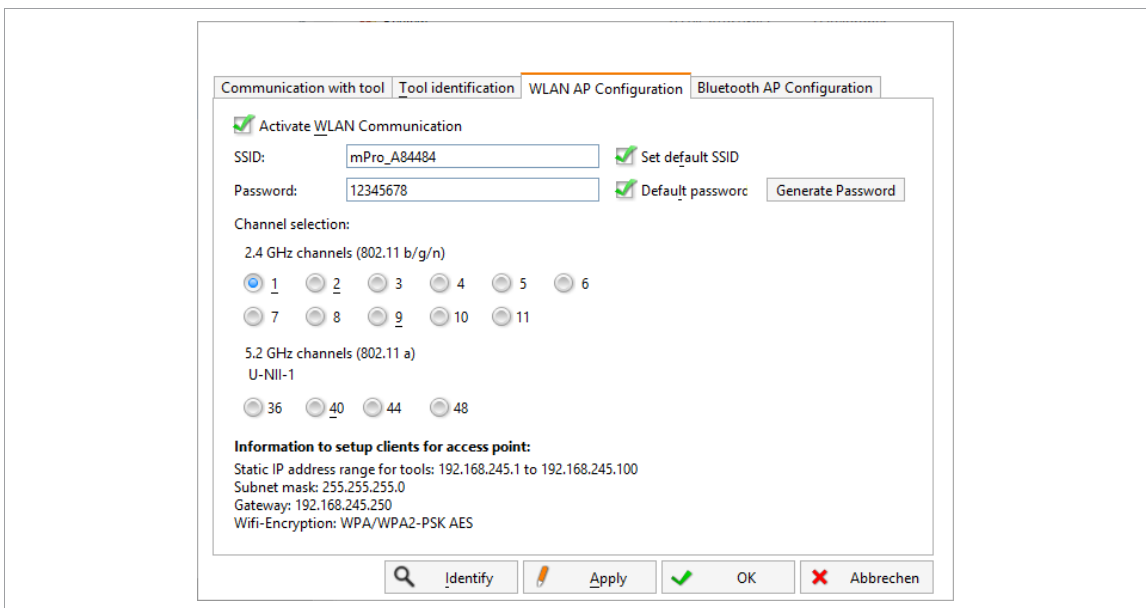 Communication with tool Tool identification WLAN AP Configuration Bluetooth AP Configuration
Activate WLAN Communication
SSID: mPro_A84484 Set default SSID
Password: 12345678 Default passworc Generate Password
Channel selection:
2.4 GHz channels (802.11 b/g/n)
1 2 3 4 5 6
7 8 9 10 11
5.2 GHz channels (802.11 a)
U-NII-1
36 40 44 48
Information to setup clients for access point:
Static IP address range for tools: 192.168.245.1 to 192.168.245.100
Subnet mask: 255.255.255.0
Gateway: 192.168.245.250
Wifi-Encryption: WPA/WPA2-PSK AES
Identify Apply OK Abbrechen